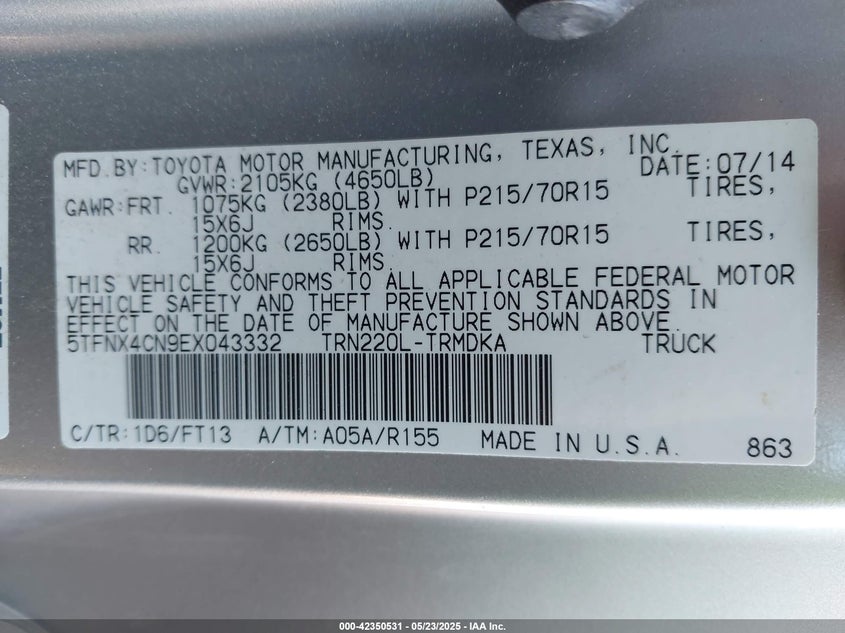 MFD.BY:TOYOTA MOTOR MANUFACTURING, TEXAS, INC. DATE:07/14
GVWR:2105KG (4650LB)
GAWR:FRT. 1075KG (2380LB) WITH P215/70R15 TIRES,
15X6J RIMS.
RR. 1200KG (2650LB) WITH P215/70R15 TIRES,
15X6J RIMS.
THIS VEHICLE CONFORMS TO ALL APPLICABLE FEDERAL MOTOR
VEHICLE SAFETY AND THEFT PREVENTION STANDARDS IN
EFFECT ON THE DATE OF MANUFACTURE SHOWN ABOVE.
5TFNX4CN9EX043332 TRN220L-TRMDKA TRUCK
C/TR:1D6/FT13 A/TM:A05A/R155 MADE IN U.S.A. 863
000-42350531 - 05/23/2025 - IAA Inc.